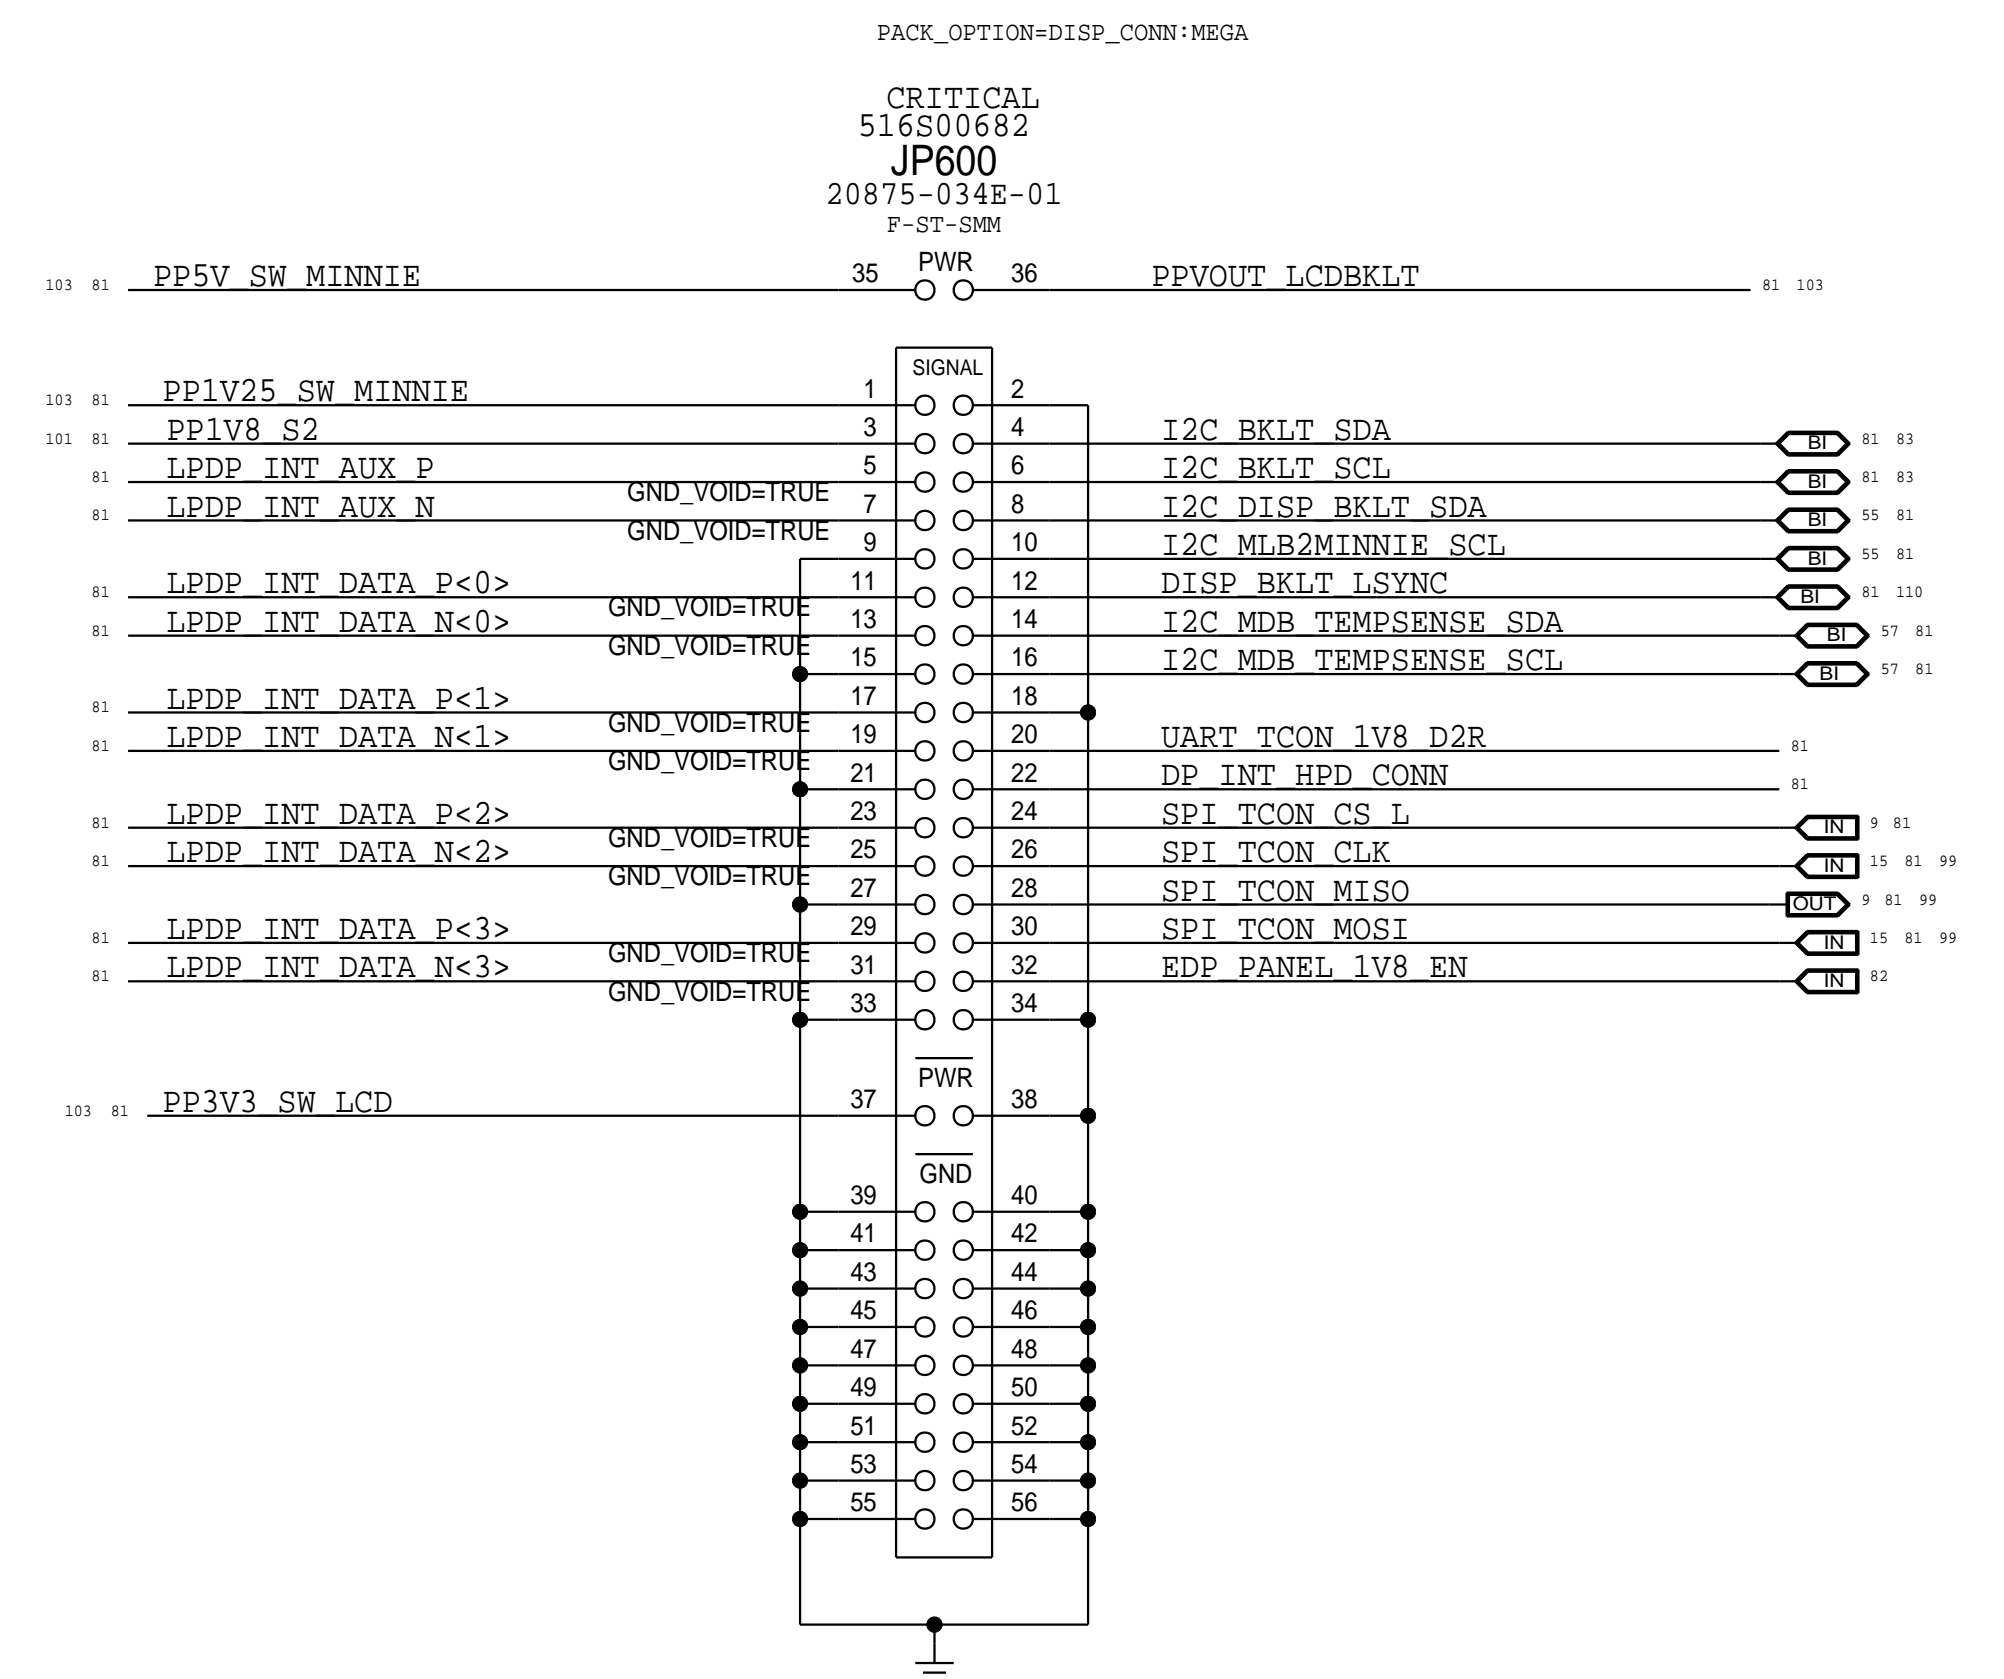 PACK_OPTION=DISP_CONN:MEGA
CRITICAL
516S00682
JP600
20875-034E-01
F-ST-SMM
103 81 PP5V_SW_MINNIE 35 PWR 36 PPVOUT_LCDBKLT 81 103
SIGNAL
103 81 PP1V25_SW_MINNIE 1 2
101 81 PP1V8_S2 3 4 I2C_BKLT_SDA BI 81 83
81 LPDP_INT_AUX_P GND_VOID=TRUE 5 6 I2C_BKLT_SCL BI 81 83
81 LPDP_INT_AUX_N GND_VOID=TRUE 7 8 I2C_DISP_BKLT_SDA BI 55 81
9 10 I2C_MLB2MINNIE_SCL BI 55 81
81 LPDP_INT_DATA_P<0> GND_VOID=TRUE 11 12 DISP_BKLT_LSYNC BI 81 110
81 LPDP_INT_DATA_N<0> GND_VOID=TRUE 13 14 I2C_MDB_TEMPSENSE_SDA BI 57 81
15 16 I2C_MDB_TEMPSENSE_SCL BI 57 81
81 LPDP_INT_DATA_P<1> GND_VOID=TRUE 17 18
81 LPDP_INT_DATA_N<1> GND_VOID=TRUE 19 20 UART_TCON_1V8_D2R 81
21 22 DP_INT_HPD_CONN 81
81 LPDP_INT_DATA_P<2> GND_VOID=TRUE 23 24 SPI_TCON_CS_L IN 9 81
81 LPDP_INT_DATA_N<2> GND_VOID=TRUE 25 26 SPI_TCON_CLK IN 15 81 99
27 28 SPI_TCON_MISO OUT 9 81 99
81 LPDP_INT_DATA_P<3> GND_VOID=TRUE 29 30 SPI_TCON_MOSI IN 15 81 99
81 LPDP_INT_DATA_N<3> GND_VOID=TRUE 31 32 EDP_PANEL_1V8_EN IN 82
33 34
PWR
103 81 PP3V3_SW_LCD 37 38
GND
39 40
41 42
43 44
45 46
47 48
49 50
51 52
53 54
55 56